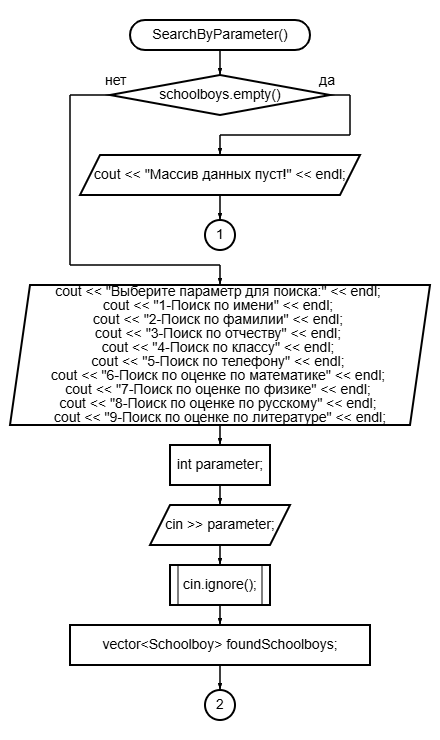 SearchByParameter()
нет
да
schoolboys.empty()
cout << "Массив данных пуст!" << endl;
1
cout << "Выберите параметр для поиска:" << endl;
cout << "1-Поиск по имени" << endl;
cout << "2-Поиск по фамилии" << endl;
cout << "3-Поиск по отчеству" << endl;
cout << "4-Поиск по классу" << endl;
cout << "5-Поиск по телефону" << endl;
cout << "6-Поиск по оценке по математике" << endl;
cout << "7-Поиск по оценке по физике" << endl;
cout << "8-Поиск по оценке по русскому" << endl;
cout << "9-Поиск по оценке по литературе" << endl;
int parameter;
cin >> parameter;
cin.ignore();
vector<Schoolboy> foundSchoolboys;
2